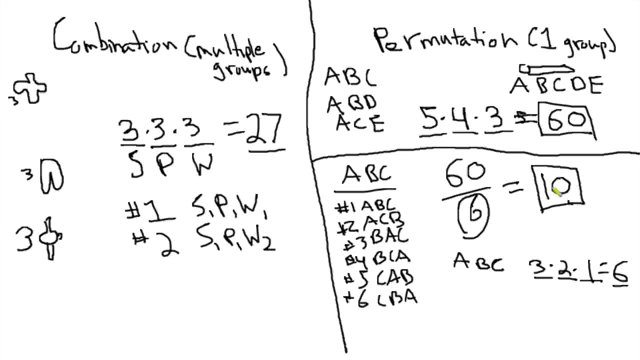 Combination (multiple groups)
3
3 · 3 · 3 = 27
S P W
3
#1 S, P, W₁
3
#2 S, P, W₂
Permutation (1 group)
ABC
ABD
ACE
ABCDE
5 · 4 · 3 = 60
ABC
#1 ABC
#2 ACB
#3 BAC
#4 BCA
#5 CAB
#6 CBA
60
6
= 10
ABC
3 · 2 · 1 = 6